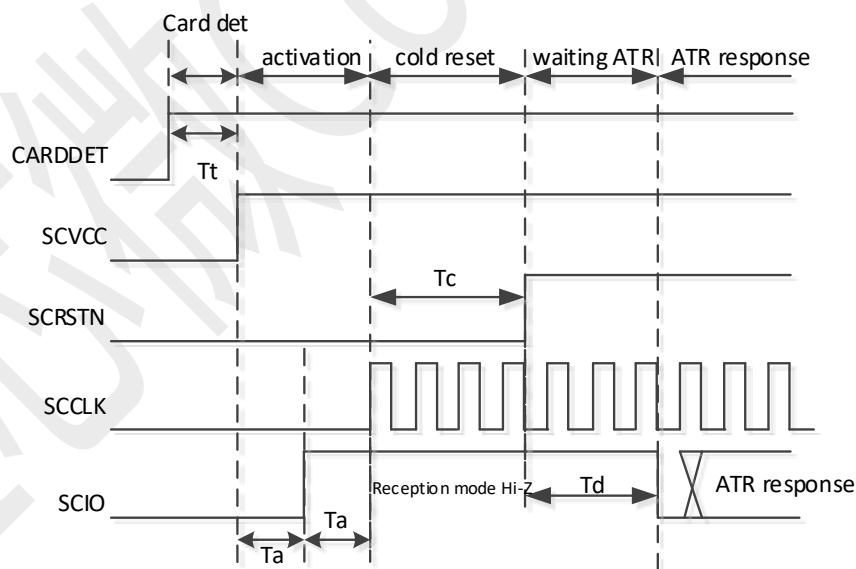 Card det
activation cold reset waiting ATR ATR response
CARDDET
Tt
SCVCC
Tc
SCRSTN
SCCLK
Reception mode Hi-Z Td ATR response
SCIO
Ta Ta